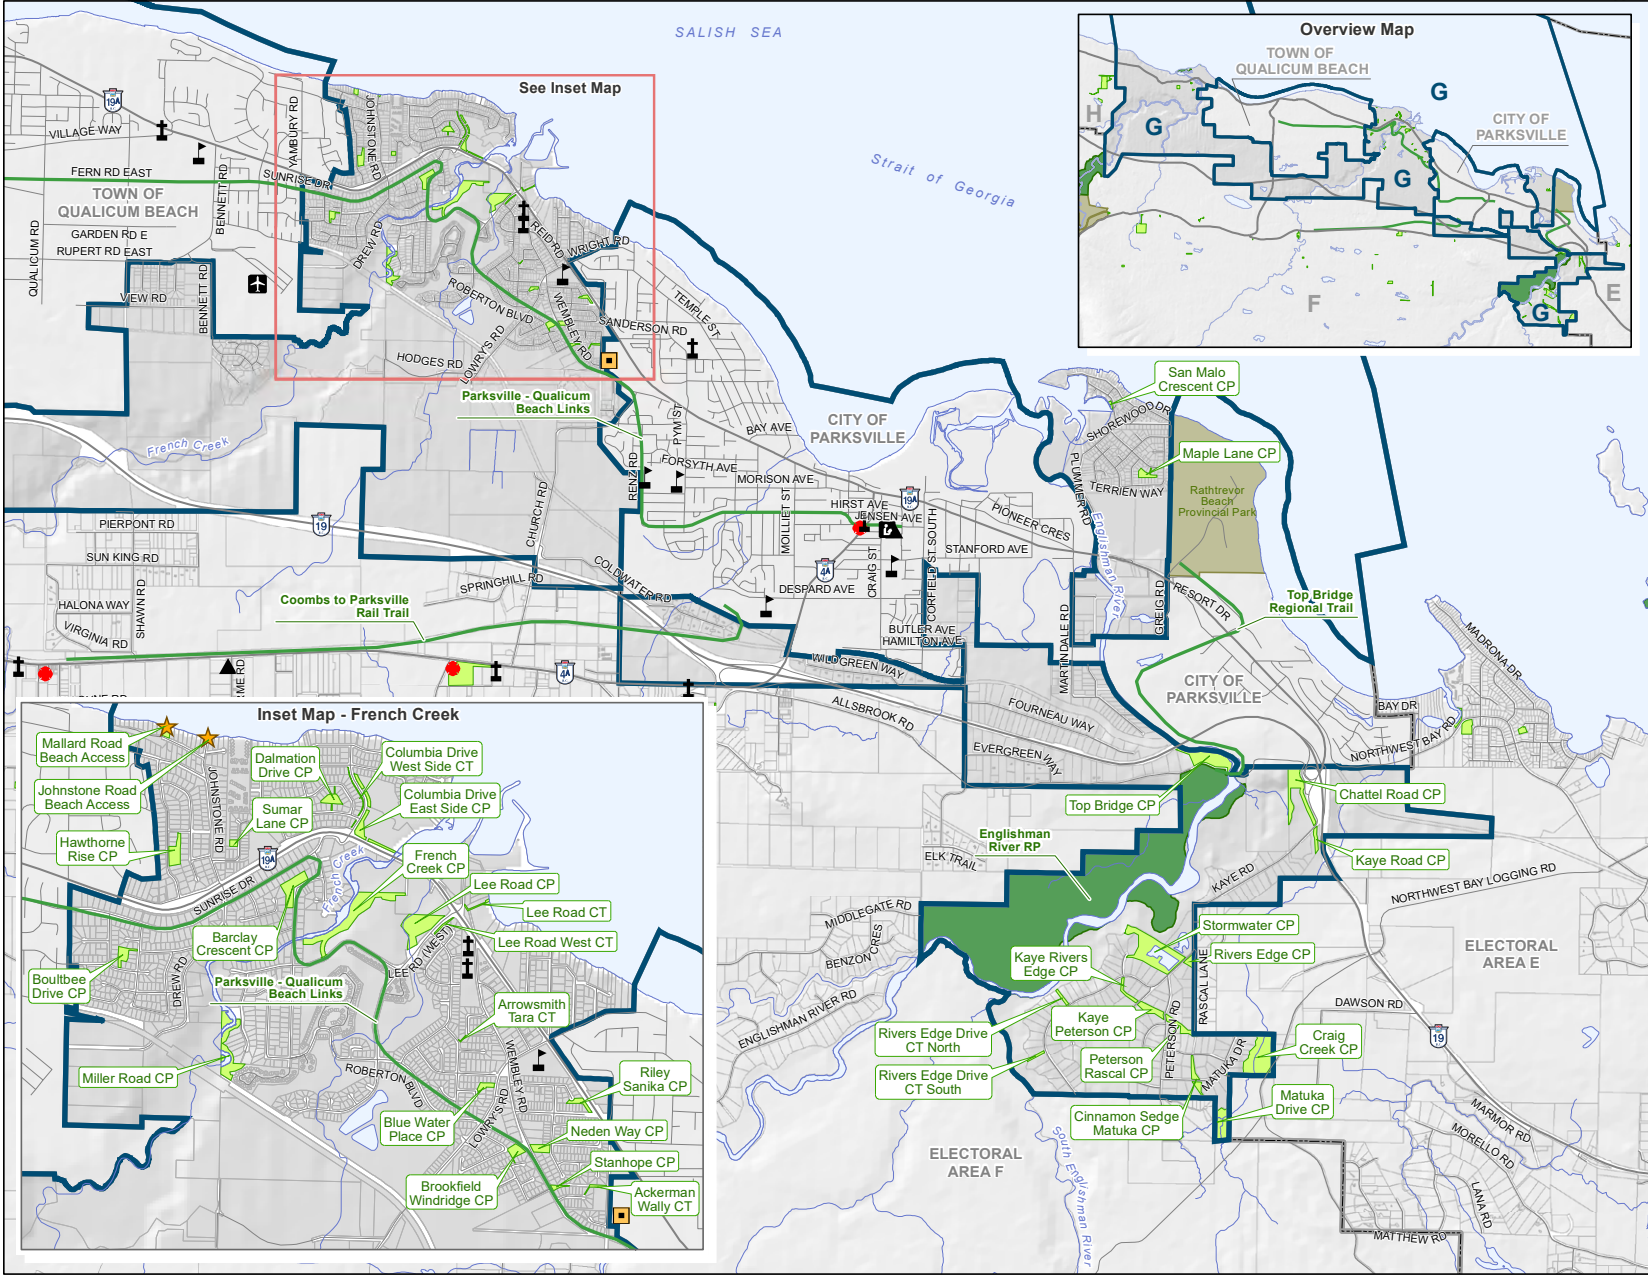 SALISH SEA
Strait of Georgia
See Inset Map
Overview Map
TOWN OF
QUALICUM BEACH
CITY OF
PARKSVILLE
H
G
G
G
G
F
E
19A
VILLAGE WAY
YAMBURY RD
JOHNSTONE RD
FERN RD EAST
SUNRISE DR
TOWN OF
QUALICUM BEACH
BENNETT RD
QUALICUM RD
GARDEN RD E
RUPERT RD EAST
VIEW RD
BENNETT RD
DREW RD
REID RD
WRIGHT RD
ROBERTON BLVD
WEMBLEY RD
SANDERSON RD
TEMPLE ST
LOWRY'S RD
HODGES RD
Parksville - Qualicum
Beach Links
French Creek
CITY OF
PARKSVILLE
San Malo
Crescent CP
SHOREWOOD DR
Maple Lane CP
TERRIEN WAY
Rathtrevor
Beach
Provincial Park
PLUMMER RD
PYM ST
BAY AVE
FORSYTH AVE
RENZ RD
MORISON AVE
MOILLIET ST
HIRST AVE
JENSEN AVE
19A
PIONEER CRES
STANFORD AVE
CORFIELD ST SOUTH
CRAIG ST
4A
DESPARD AVE
BUTLER AVE
HAMILTON AVE
Englishman River
PIERPONT RD
19
CHURCH RD
SUN KING RD
SPRINGHILL RD
COLDWATER RD
HALONA WAY
SHAWN RD
VIRGINIA RD
Coombs to Parksville
Rail Trail
4A
WILDGREEN WAY
MARTINDALE RD
GREIG RD
RESORT DR
Top Bridge
Regional Trail
MADRONA DR
CITY OF
PARKSVILLE
BAY DR
NORTHWEST BAY RD
ALLSBROOK RD
FOURNEAU WAY
EVERGREEN WAY
Top Bridge CP
Chattel Road CP
Englishman
River RP
ELK TRAIL
Kaye Road CP
KAYE RD
NORTHWEST BAY LOGGING RD
MIDDLEGATE RD
BENZON CRES
Stormwater CP
Rivers Edge CP
Kaye Rivers
Edge CP
ELECTORAL
AREA E
RASCAL LANE
ENGLISHMAN RIVER RD
Rivers Edge Drive
CT North
Kaye
Peterson CP
PETERSON RD
DAWSON RD
Craig
Creek CP
19
Rivers Edge Drive
CT South
Peterson
Rascal CP
MATUKA DR
Matuka
Drive CP
Cinnamon Sedge
Matuka CP
MARMOR RD
MORELLO RD
ELECTORAL
AREA F
South Englishman River
LANA RD
MATTHEW RD
Inset Map - French Creek
Mallard Road
Beach Access
Johnstone Road
Beach Access
JOHNSTONE RD
Dalmation
Drive CP
Columbia Drive
West Side CT
Columbia Drive
East Side CP
Sumar
Lane CP
Hawthorne
Rise CP
19A
French
Creek CP
French Creek
Lee Road CP
SUNRISE DR
Lee Road CT
Barclay
Crescent CP
Lee Road West CT
LEE RD (WEST)
Boultbee
Drive CP
DREW RD
Parksville - Qualicum
Beach Links
Arrowsmith
Tara CT
Miller Road CP
ROBERTON BLVD
WEMBLEY RD
Riley
Sanika CP
Blue Water
Place CP
LOWRY'S RD
Neden Way CP
Stanhope CP
Brookfield
Windridge CP
Ackerman
Wally CT